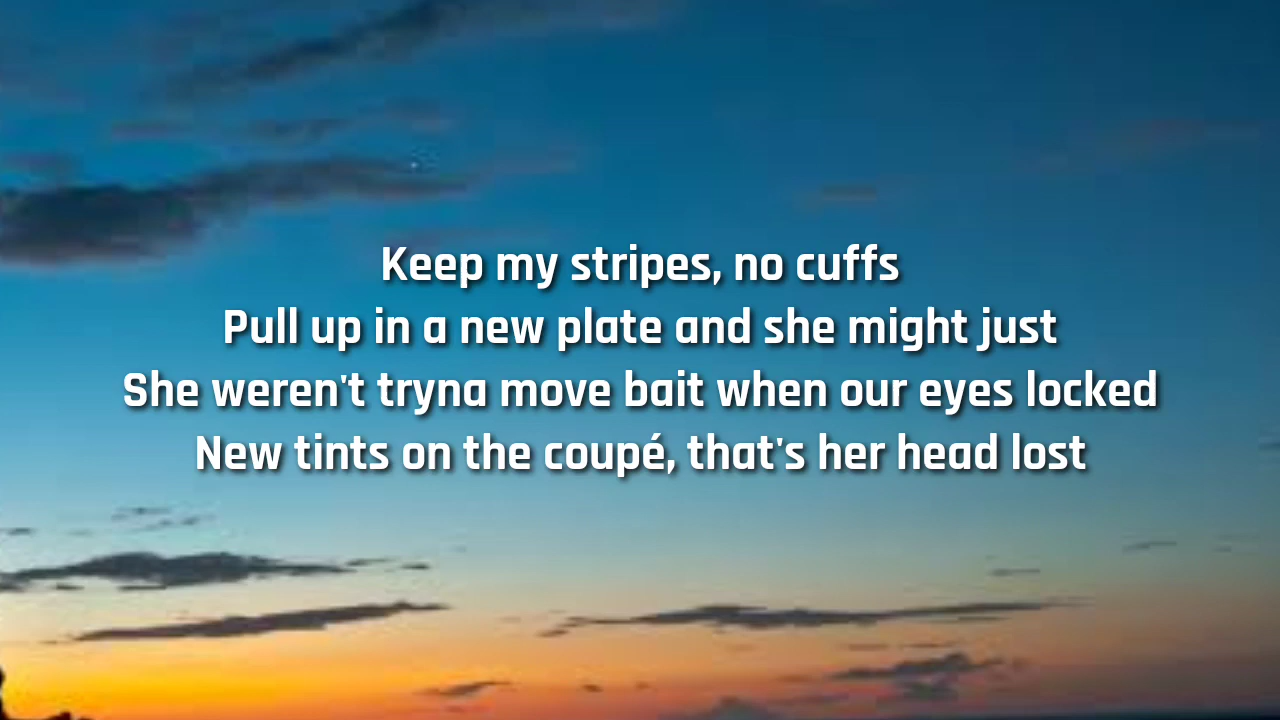 Keep my stripes, no cuffs
Pull up in a new plate and she might just
She weren't tryna move bait when our eyes locked
New tints on the coupé, that's her head lost